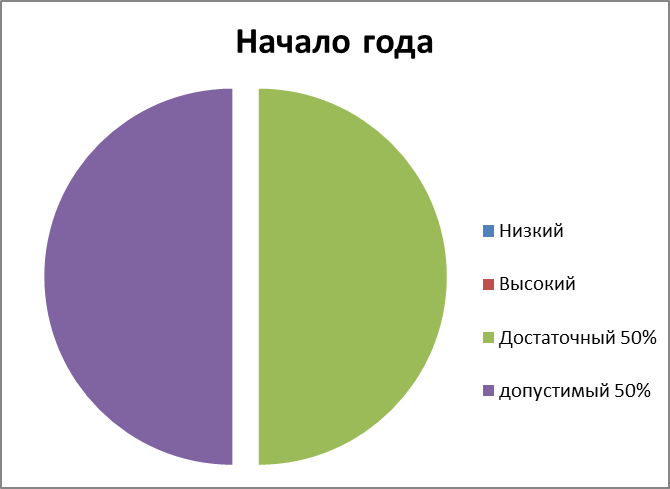 Начало года
Низкий
Высокий
Достаточный 50%
допустимый 50%